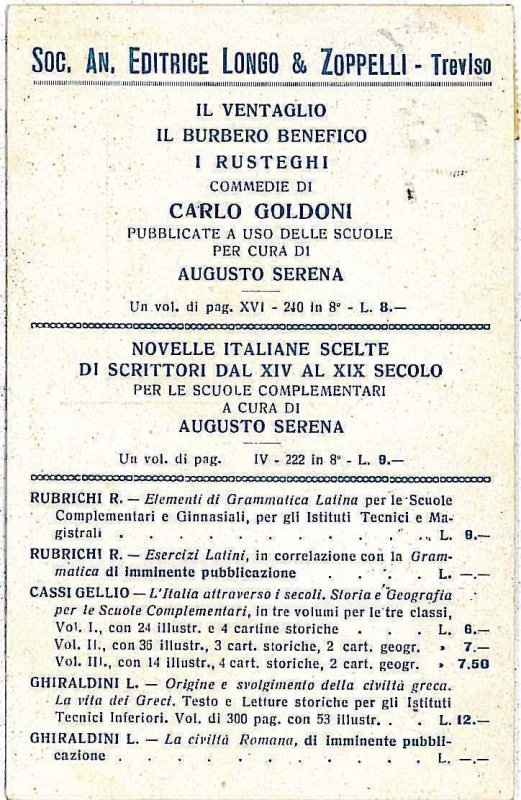 SOC. AN. EDITRICE LONGO & ZOPPELLI - Treviso
IL VENTAGLIO
IL BURBERO BENEFICO
I RUSTEGHI
COMMEDIE DI
CARLO GOLDONI
PUBBLICATE A USO DELLE SCUOLE
PER CURA DI
AUGUSTO SERENA
Un vol. di pag. XVI - 240 in 8° - L. 8.—
NOVELLE ITALIANE SCELTE
DI SCRITTORI DAL XIV AL XIX SECOLO
PER LE SCUOLE COMPLEMENTARI
A CURA DI
AUGUSTO SERENA
Un vol. di pag. IV - 222 in 8° - L. 9.—
RUBRICHI R. — Elementi di Grammatica Latina per le Scuole
Complementari e Ginnasiali, per gli Istituti Tecnici e Ma-
gistrali . . . . . . . . . . L. 9.—
RUBRICHI R. — Esercizi Latini, in correlazione con la Gram-
matica di imminente pubblicazione . . . . L. —.—
CASSI GELLIO — L'Italia attraverso i secoli. Storia e Geografia
per le Scuole Complementari, in tre volumi per le tre classi,
Vol. I., con 24 illustr. e 4 cartine storiche . . . L. 6.—
Vol. II., con 36 illustr., 3 cart. storiche, 2 cart. geogr. » 7.—
Vol. III., con 14 illustr., 4 cart. storiche, 2 cart. geogr. » 7.50
GHIRALDINI L. — Origine e svolgimento della civiltà greca.
La vita dei Greci. Testo e Letture storiche per gli Istituti
Tecnici Inferiori. Vol. di 300 pag. con 53 illustr. . . L. 12.—
GHIRALDINI L. — La civiltà Romana, di imminente pubbli-
cazione . . . . . . . . . . L. —.—